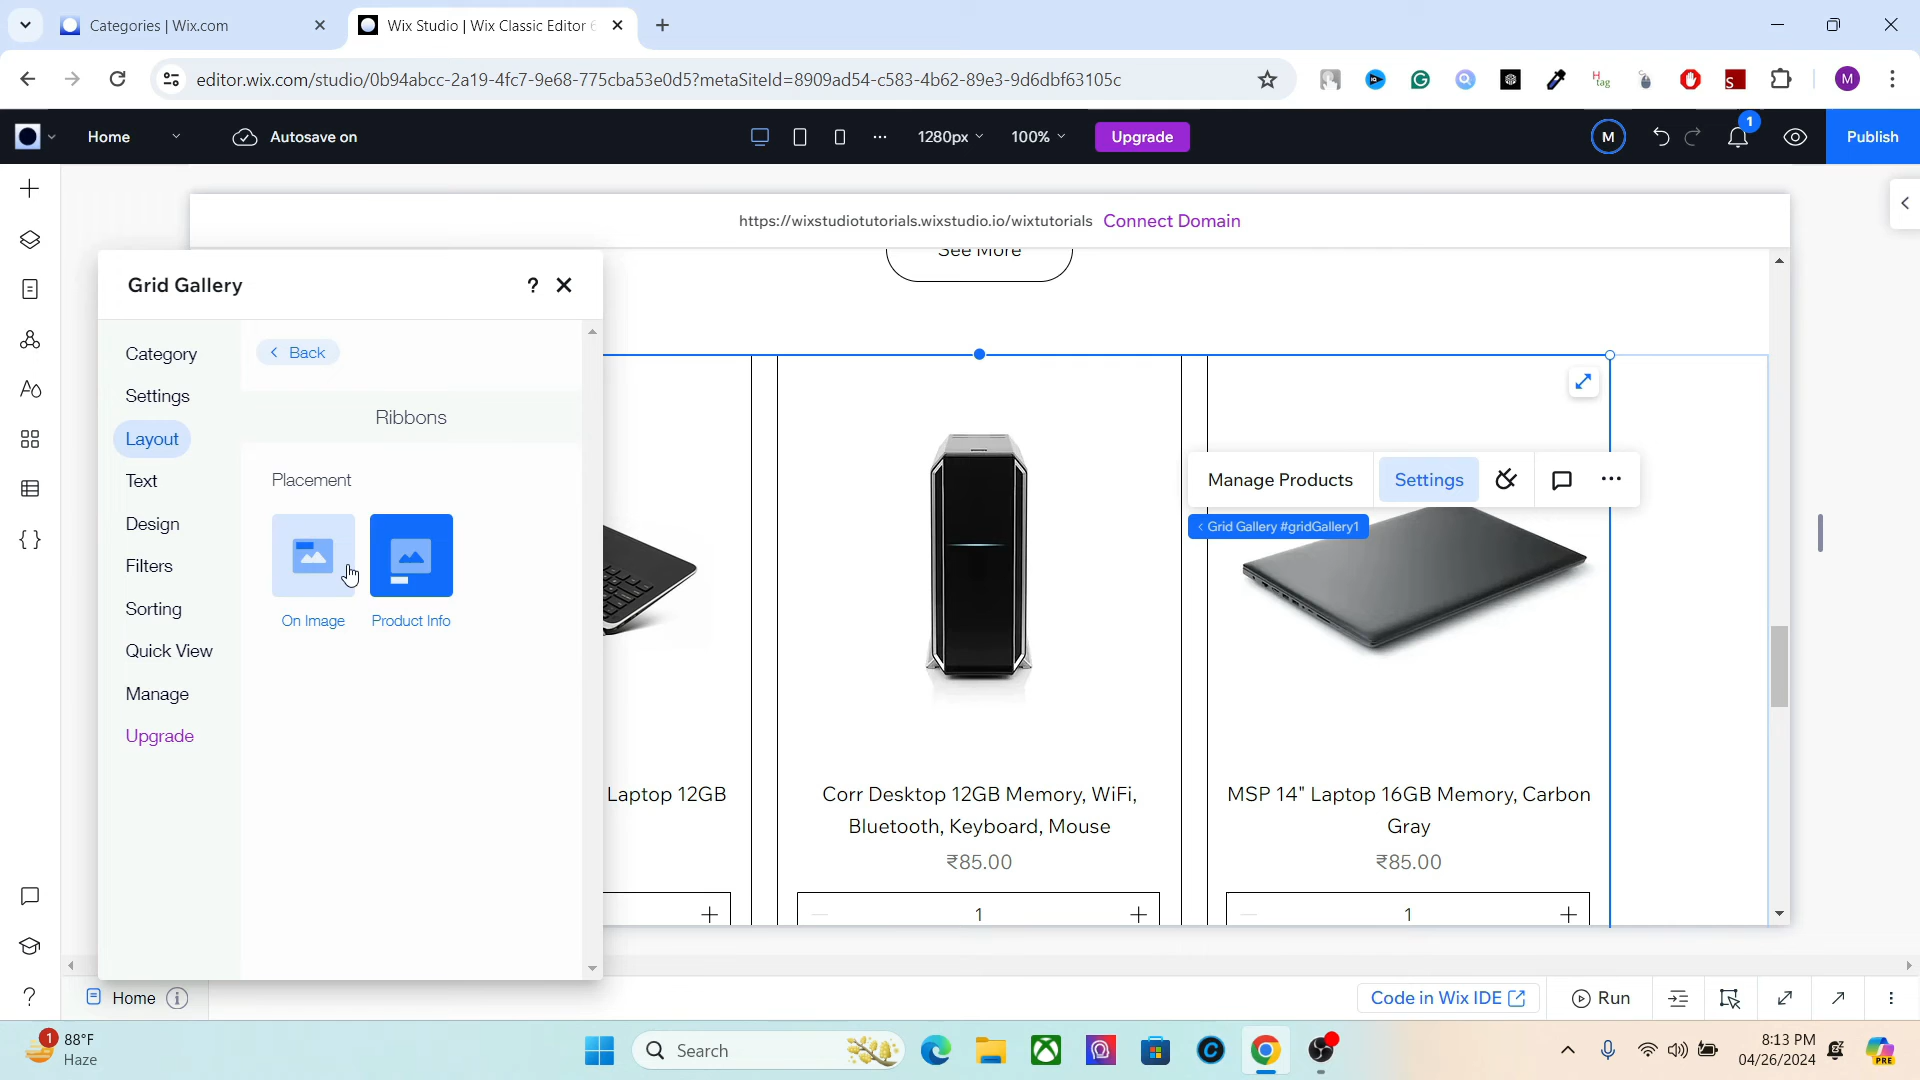 Categories | Wix.com
Wix Studio | Wix Classic Editor
editor.wix.com/studio/0b94abcc-2a19-4fc7-9e68-775cba53e0d5?metaSiteId=8909ad54-c583-4b62-89e3-9d6dbf63105c
H
tag
S
M
Home
Autosave on
1280px
100%
Upgrade
M
1
Publish
https://wixstudiotutorials.wixstudio.io/wixtutorials Connect Domain
See More
Grid Gallery
?
Category
Settings
Layout
Text
Design
Filters
Sorting
Quick View
Manage
Upgrade
< Back
Ribbons
Placement
On Image
Product Info
Manage Products
Settings
< Grid Gallery #gridGallery1
Laptop 12GB
Corr Desktop 12GB Memory, WiFi,
Bluetooth, Keyboard, Mouse
₹85.00
MSP 14" Laptop 16GB Memory, Carbon
Gray
₹85.00
+
— 1 +
— 1 +
?
Home
Code in Wix IDE
Run
1
88°F
Haze
Search
8:13 PM
04/26/2024
PRE